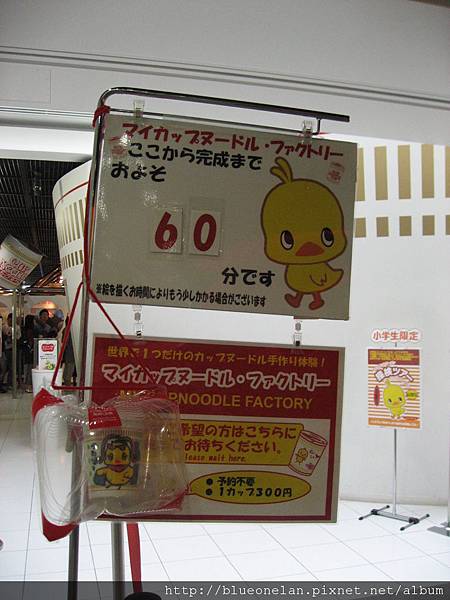 マイカップヌードル・ファクトリー
ここから完成まで
およそ
60
分です
※絵を描くお時間によりもう少しかかる場合がございます
世界で1つだけのカップヌードル手作り体験!
マイカップヌードル・ファクトリー
NOODLE FACTORY
希望の方はこちらに
お待ちください。
Please wait here.
●予約不要
●1カップ300円
小学生限定
http://blueonelan.pixnet.net/album